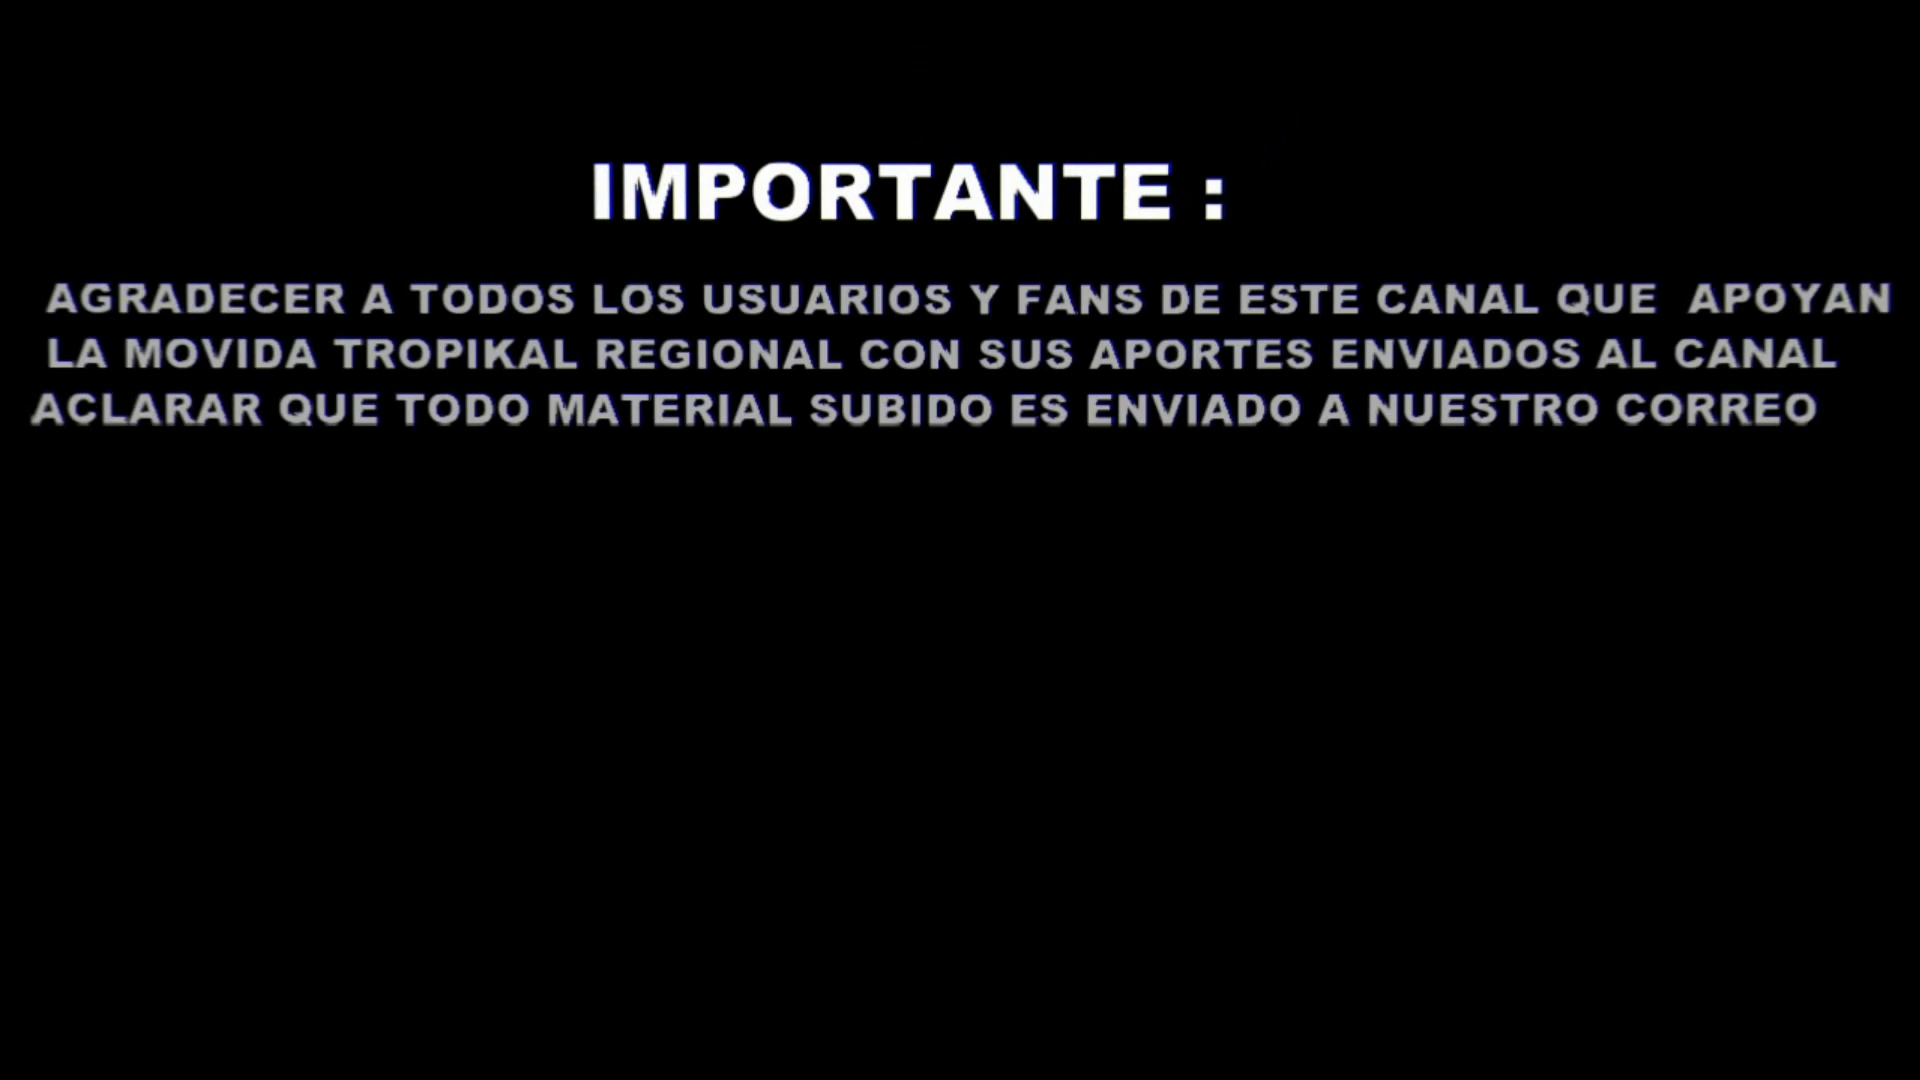 IMPORTANTE :
AGRADECER A TODOS LOS USUARIOS Y FANS DE ESTE CANAL QUE APOYAN
LA MOVIDA TROPIKAL REGIONAL CON SUS APORTES ENVIADOS AL CANAL
ACLARAR QUE TODO MATERIAL SUBIDO ES ENVIADO A NUESTRO CORREO